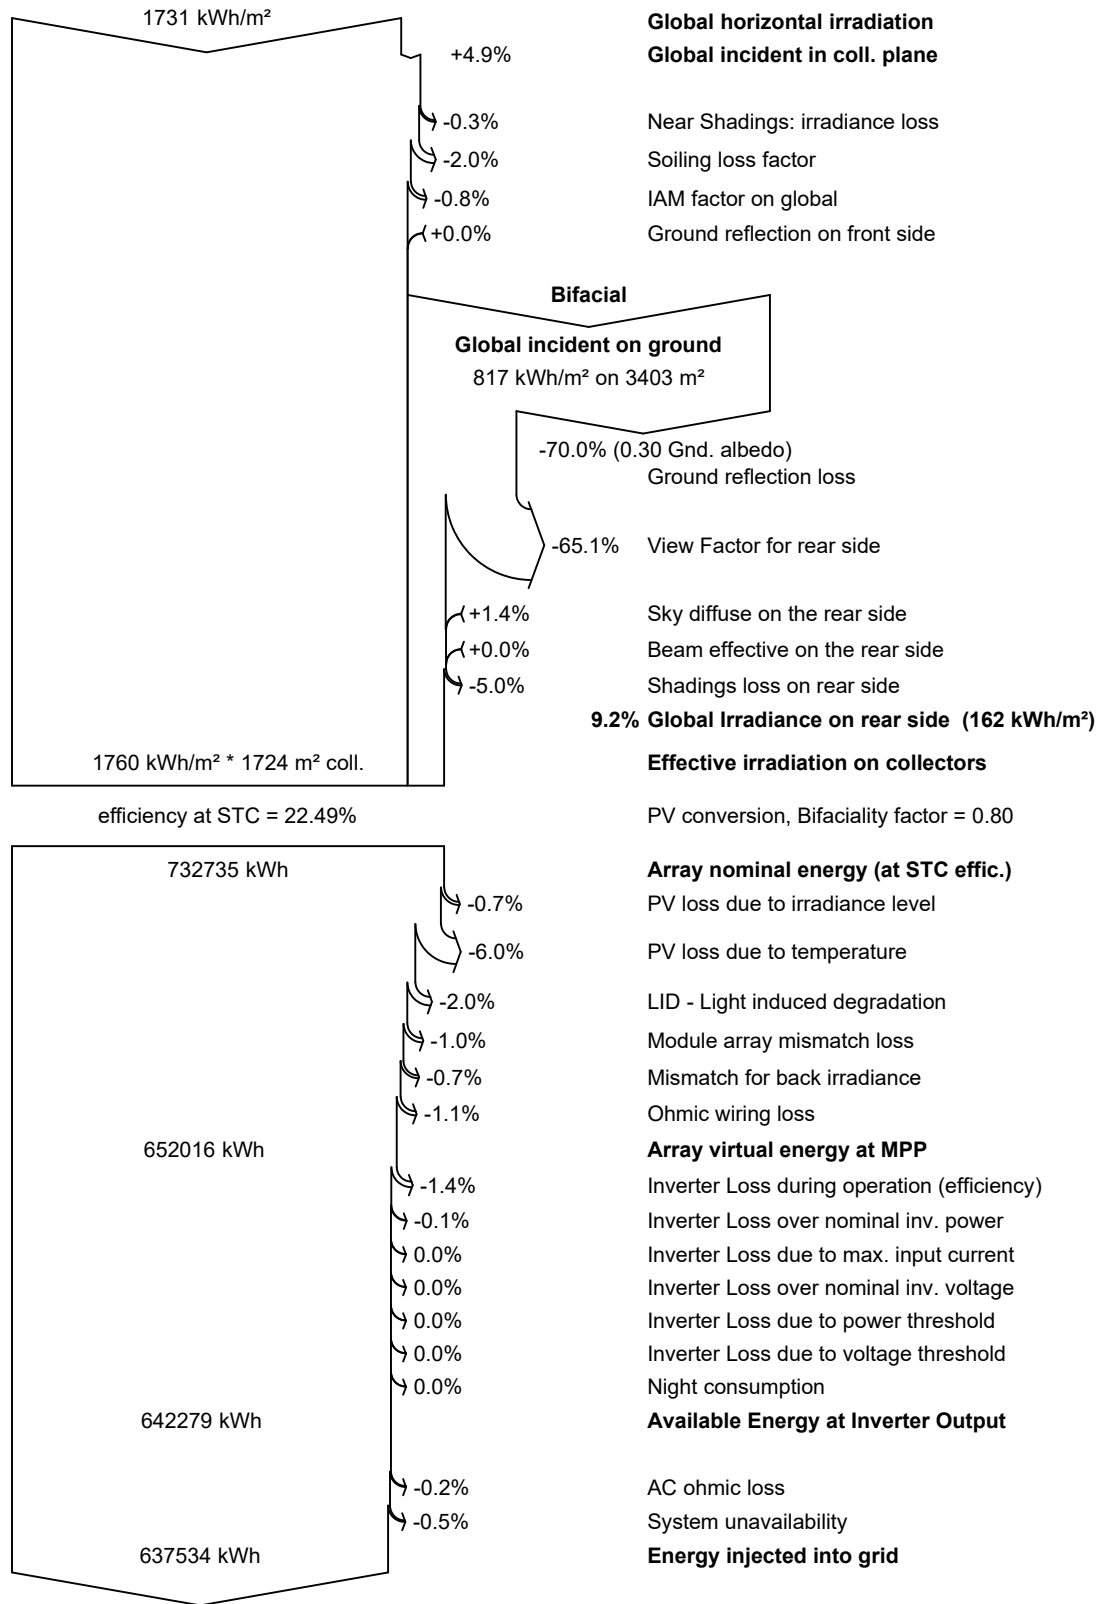 1731 kWh/m² Global horizontal irradiation
+4.9% Global incident in coll. plane
-0.3% Near Shadings: irradiance loss
-2.0% Soiling loss factor
-0.8% IAM factor on global
+0.0% Ground reflection on front side
Bifacial
Global incident on ground
817 kWh/m² on 3403 m²
-70.0% (0.30 Gnd. albedo)
Ground reflection loss
-65.1% View Factor for rear side
+1.4% Sky diffuse on the rear side
+0.0% Beam effective on the rear side
-5.0% Shadings loss on rear side
9.2% Global Irradiance on rear side (162 kWh/m²)
1760 kWh/m² * 1724 m² coll. Effective irradiation on collectors
efficiency at STC = 22.49% PV conversion, Bifaciality factor = 0.80
732735 kWh Array nominal energy (at STC effic.)
-0.7% PV loss due to irradiance level
-6.0% PV loss due to temperature
-2.0% LID - Light induced degradation
-1.0% Module array mismatch loss
-0.7% Mismatch for back irradiance
-1.1% Ohmic wiring loss
652016 kWh Array virtual energy at MPP
-1.4% Inverter Loss during operation (efficiency)
-0.1% Inverter Loss over nominal inv. power
0.0% Inverter Loss due to max. input current
0.0% Inverter Loss over nominal inv. voltage
0.0% Inverter Loss due to power threshold
0.0% Inverter Loss due to voltage threshold
0.0% Night consumption
642279 kWh Available Energy at Inverter Output
-0.2% AC ohmic loss
-0.5% System unavailability
637534 kWh Energy injected into grid